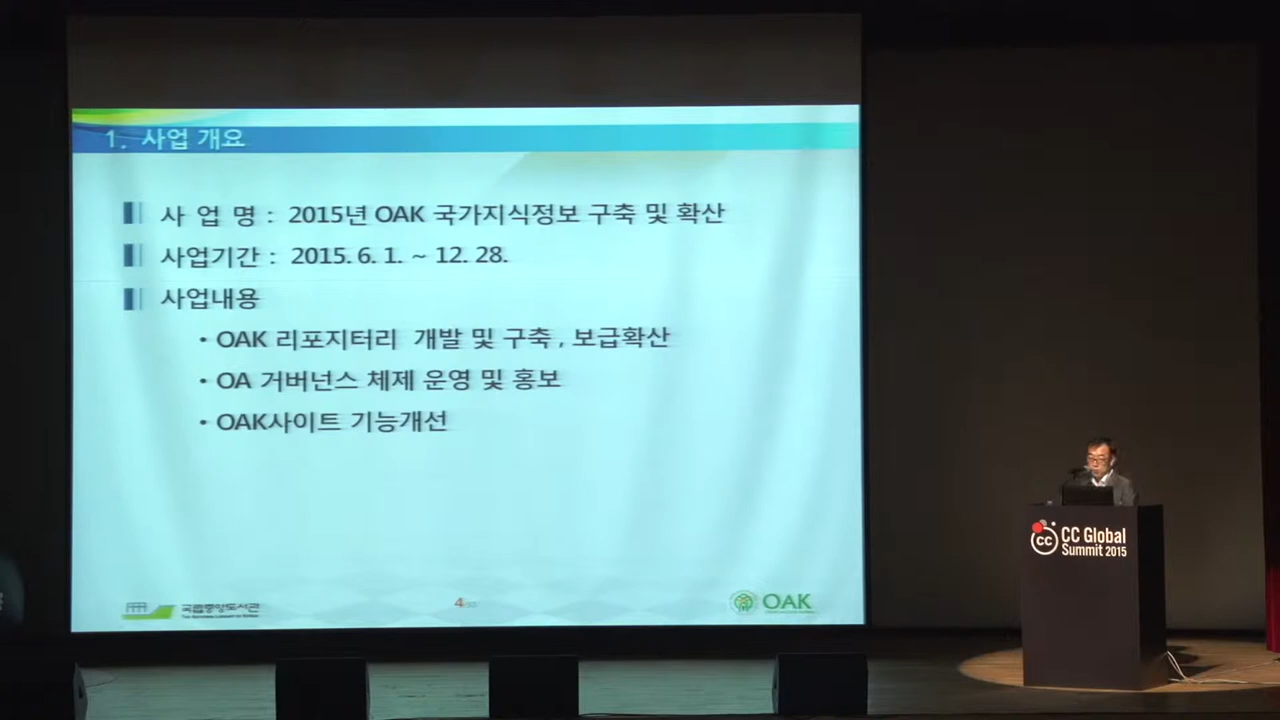 1. 사업 개요
사 업 명 : 2015년 OAK 국가지식정보 구축 및 확산
사업기간 : 2015. 6. 1. ~ 12. 28.
사업내용
• OAK 리포지터리 개발 및 구축 , 보급확산
• OA 거버넌스 체제 운영 및 홍보
• OAK사이트 기능개선
국립중앙도서관
4
OAK
cc
CC Global
Summit 2015